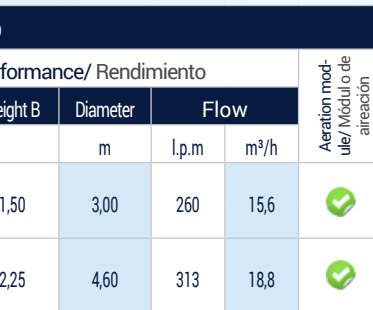 formance/ Rendimiento
Aeration mod-
ule/ Módulo de
aireación
eight B Diameter Flow
m l.p.m m³/h
1,50 3,00 260 15,6
2,25 4,60 313 18,8